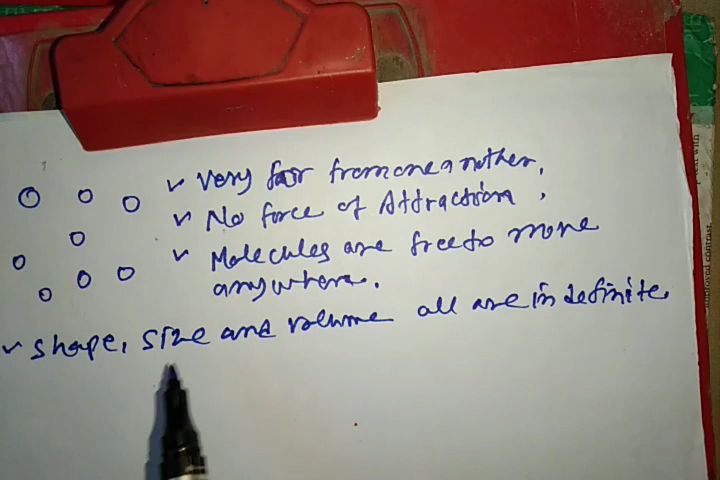 ✓ Very far from one another.
✓ No force of Attraction.
✓ Molecules are free to move
anywhere.
✓ shape, size and volume all are indefinite.